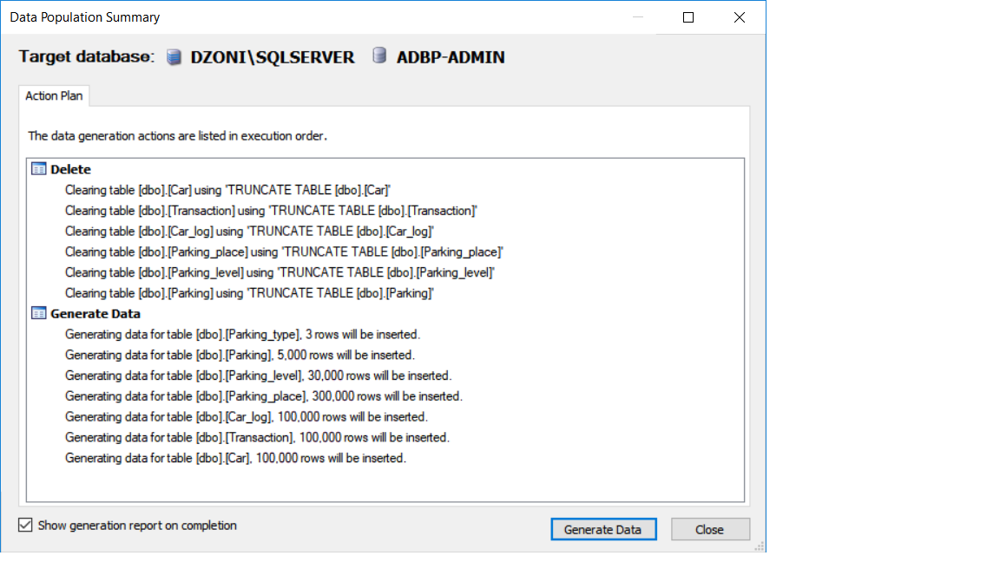 Data Population Summary
Target database: DZONI\SQLSERVER ADBP-ADMIN
Action Plan
The data generation actions are listed in execution order.
Delete
Clearing table [dbo].[Car] using 'TRUNCATE TABLE [dbo].[Car]'
Clearing table [dbo].[Transaction] using 'TRUNCATE TABLE [dbo].[Transaction]'
Clearing table [dbo].[Car_log] using 'TRUNCATE TABLE [dbo].[Car_log]'
Clearing table [dbo].[Parking_place] using 'TRUNCATE TABLE [dbo].[Parking_place]'
Clearing table [dbo].[Parking_level] using 'TRUNCATE TABLE [dbo].[Parking_level]'
Clearing table [dbo].[Parking] using 'TRUNCATE TABLE [dbo].[Parking]'
Generate Data
Generating data for table [dbo].[Parking_type], 3 rows will be inserted.
Generating data for table [dbo].[Parking], 5,000 rows will be inserted.
Generating data for table [dbo].[Parking_level], 30,000 rows will be inserted.
Generating data for table [dbo].[Parking_place], 300,000 rows will be inserted.
Generating data for table [dbo].[Car_log], 100,000 rows will be inserted.
Generating data for table [dbo].[Transaction], 100,000 rows will be inserted.
Generating data for table [dbo].[Car], 100,000 rows will be inserted.
Show generation report on completion
Generate Data Close